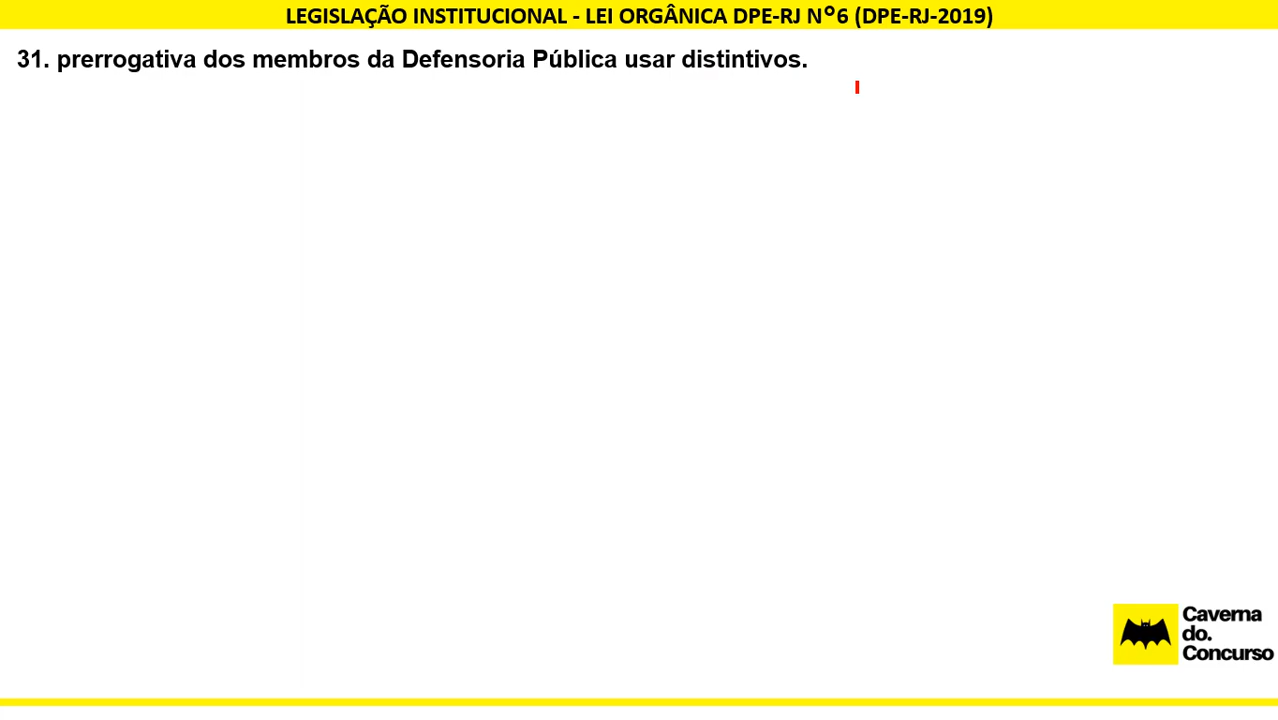 LEGISLAÇÃO INSTITUCIONAL - LEI ORGÂNICA DPE-RJ Nº6 (DPE-RJ-2019)
31. prerrogativa dos membros da Defensoria Pública usar distintivos.
Caverna
do.
Concurso